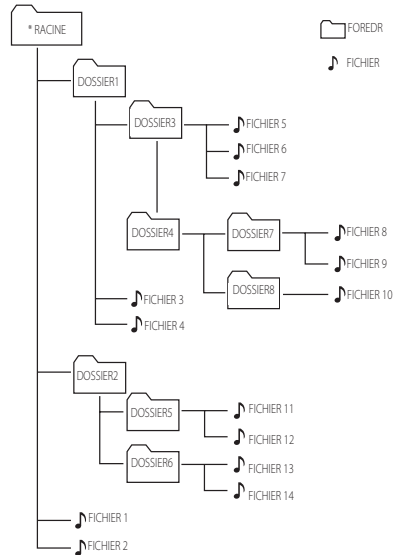 * RACINE
FOREDR
FICHIER
DOSSIER1
DOSSIER3
FICHIER 5
FICHIER 6
FICHIER 7
DOSSIER4
DOSSIER7
FICHIER 8
FICHIER 9
DOSSIER8
FICHIER 10
FICHIER 3
FICHIER 4
DOSSIER2
DOSSIER5
FICHIER 11
FICHIER 12
DOSSIER6
FICHIER 13
FICHIER 14
FICHIER 1
FICHIER 2